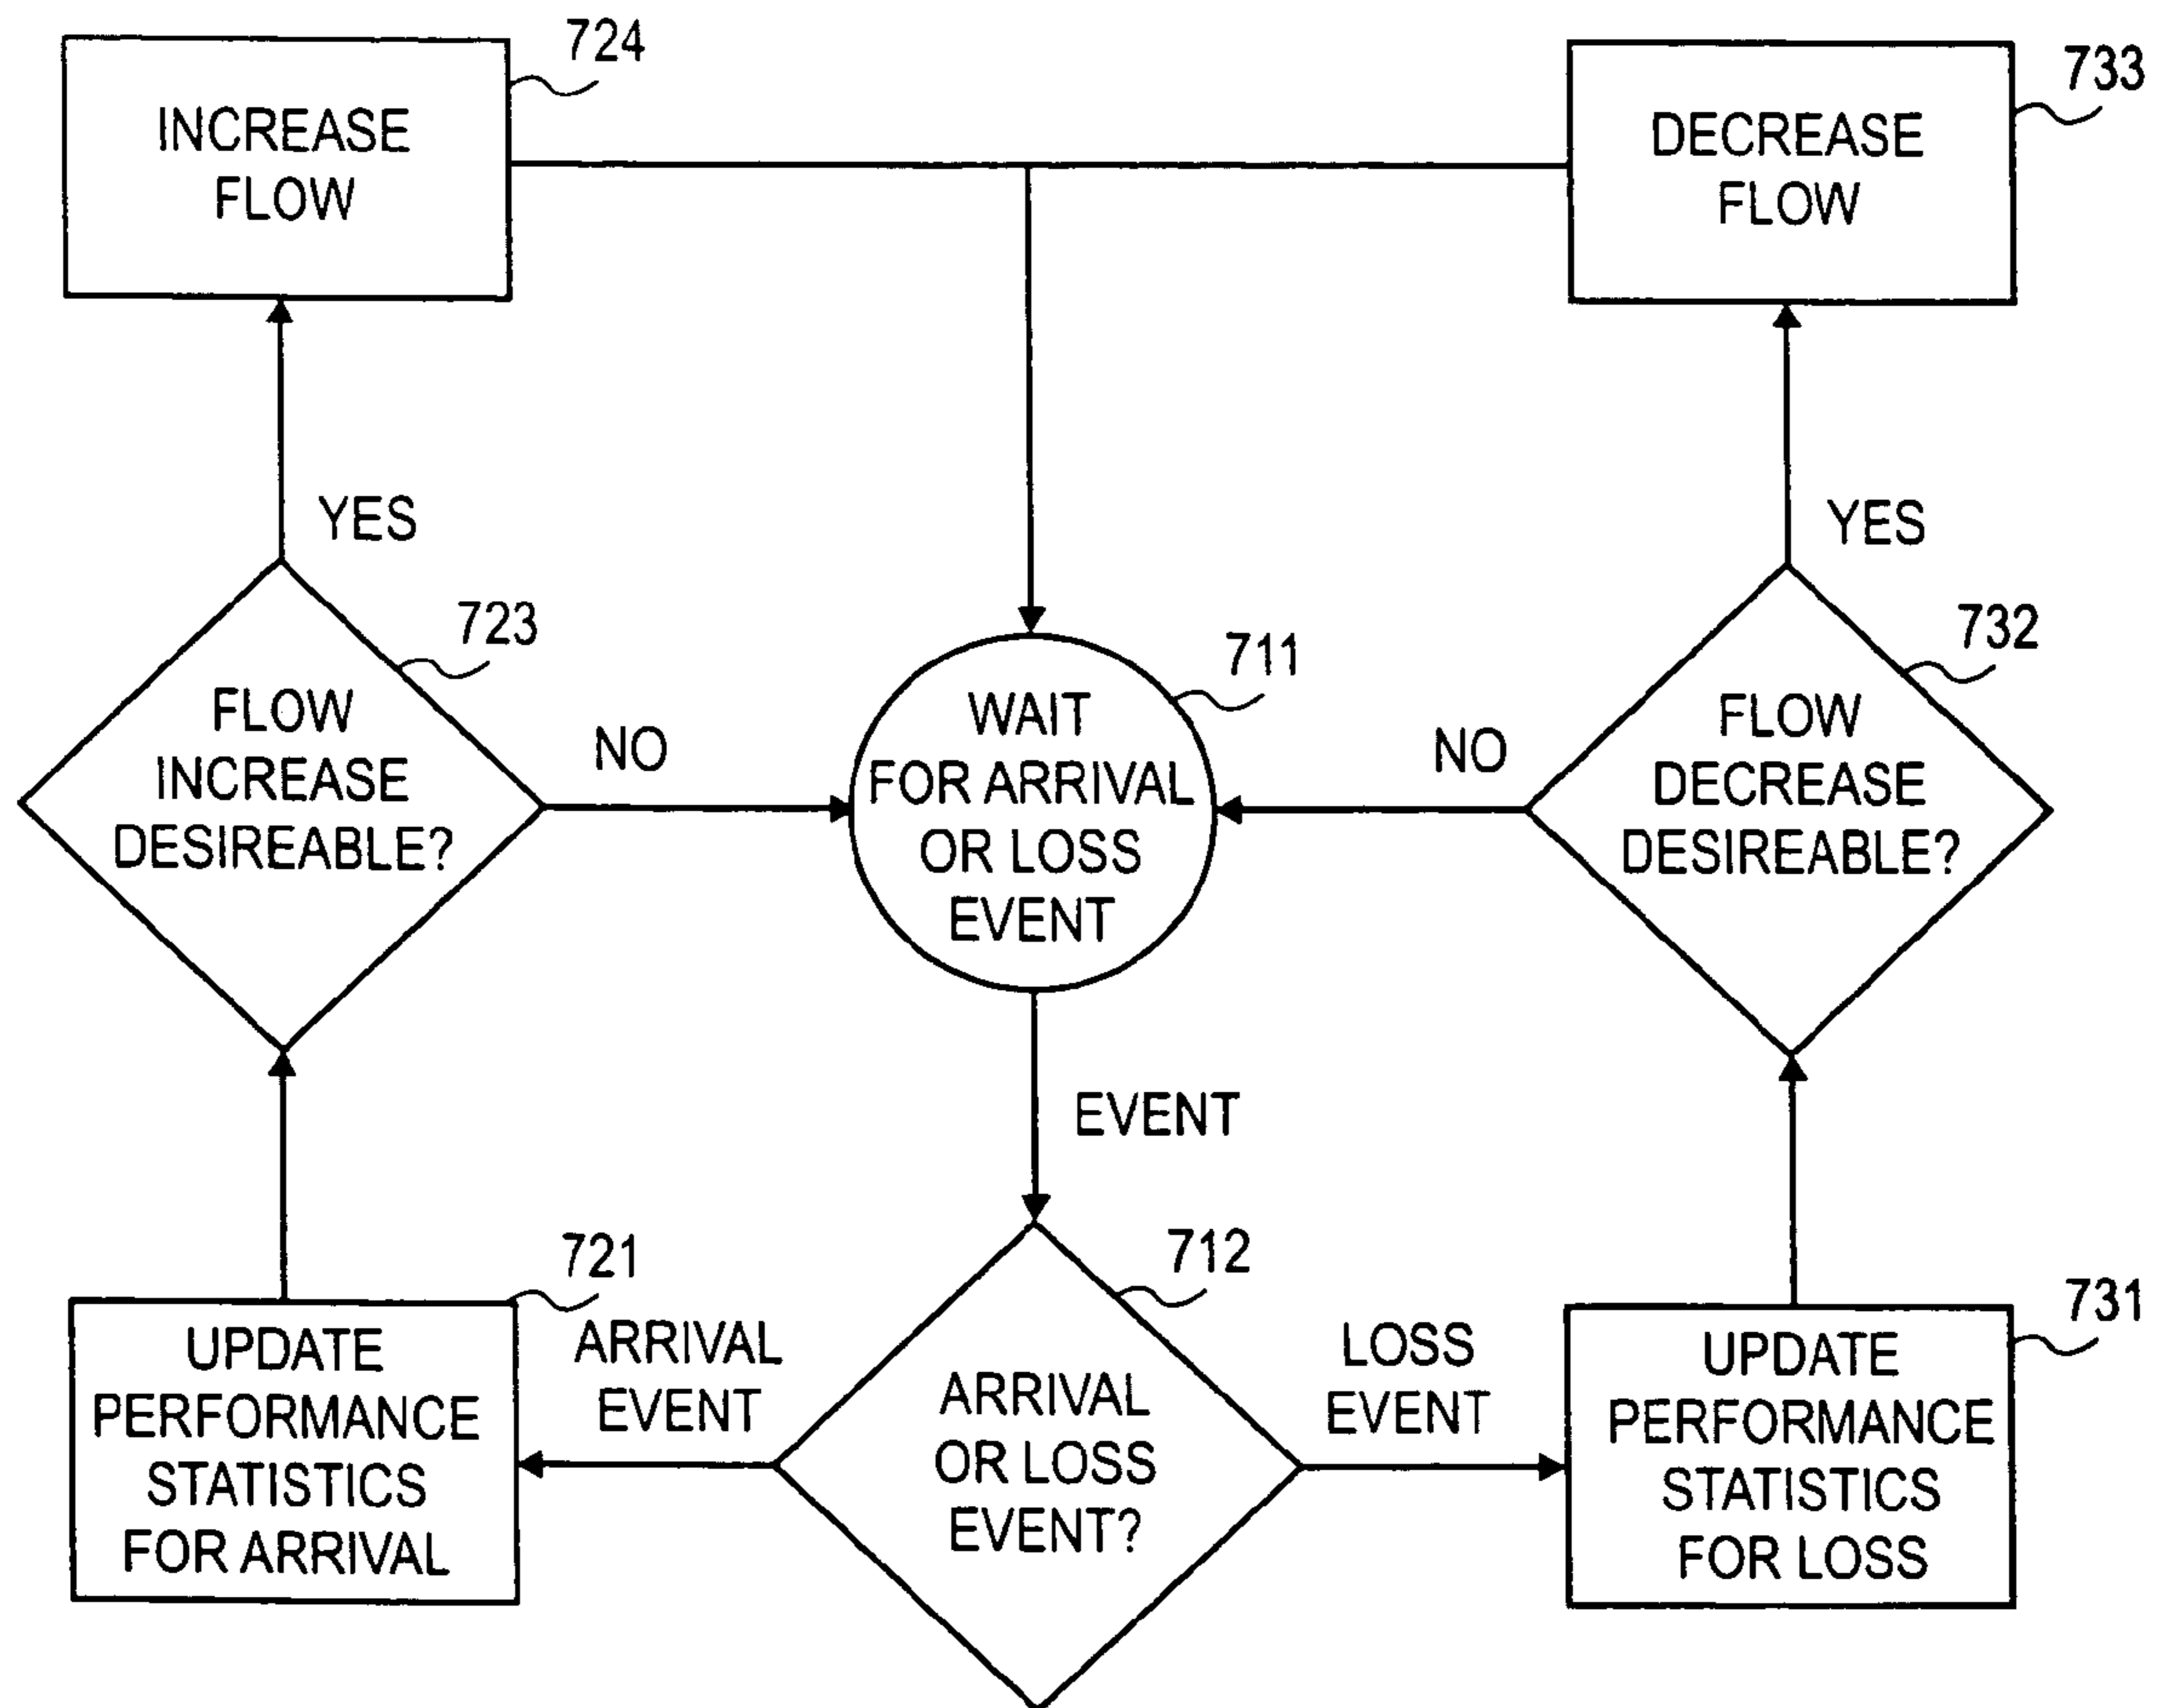 724
INCREASE
FLOW
733
DECREASE
FLOW
YES
YES
723
FLOW
INCREASE
DESIREABLE?
NO
711
WAIT
FOR ARRIVAL
OR LOSS
EVENT
NO
732
FLOW
DECREASE
DESIREABLE?
EVENT
721
UPDATE
PERFORMANCE
STATISTICS
FOR ARRIVAL
ARRIVAL
EVENT
712
ARRIVAL
OR LOSS
EVENT?
LOSS
EVENT
731
UPDATE
PERFORMANCE
STATISTICS
FOR LOSS